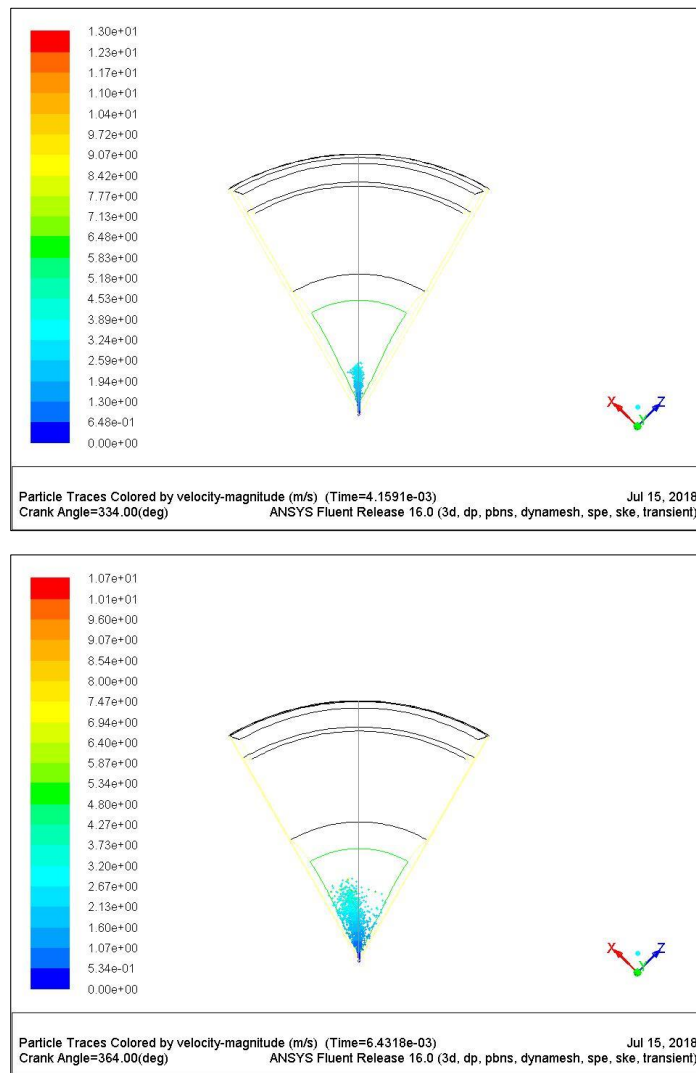 1.30e+01
1.23e+01
1.17e+01
1.10e+01
1.04e+01
9.72e+00
9.07e+00
8.42e+00
7.77e+00
7.13e+00
6.48e+00
5.83e+00
5.18e+00
4.53e+00
3.89e+00
3.24e+00
2.59e+00
1.94e+00
1.30e+00
6.48e-01
0.00e+00
X Y Z
Particle Traces Colored by velocity-magnitude (m/s) (Time=4.1591e-03) Jul 15, 2018
Crank Angle=334.00(deg) ANSYS Fluent Release 16.0 (3d, dp, pbns, dynamesh, spe, ske, transient)
1.07e+01
1.01e+01
9.60e+00
9.07e+00
8.54e+00
8.00e+00
7.47e+00
6.94e+00
6.40e+00
5.87e+00
5.34e+00
4.80e+00
4.27e+00
3.73e+00
3.20e+00
2.67e+00
2.13e+00
1.60e+00
1.07e+00
5.34e-01
0.00e+00
X Y Z
Particle Traces Colored by velocity-magnitude (m/s) (Time=6.4318e-03) Jul 15, 2018
Crank Angle=364.00(deg) ANSYS Fluent Release 16.0 (3d, dp, pbns, dynamesh, spe, ske, transient)